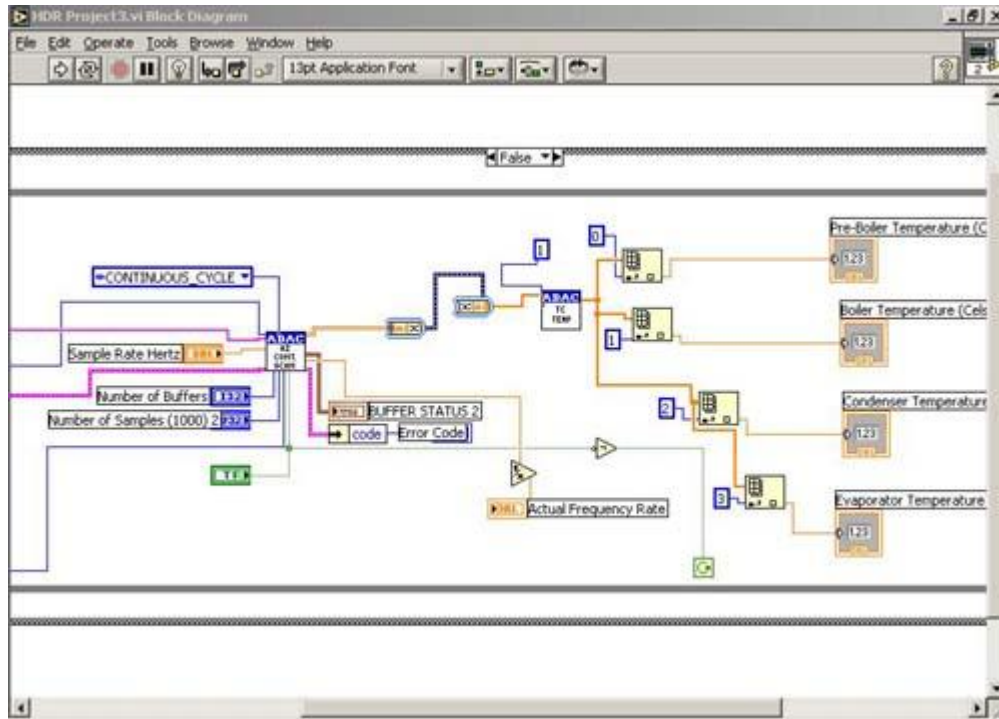 HDR Project3.vi Block Diagram
File Edit Operate Tools Browse Window Help
13pt Application Font
2
False
Pre-Boiler Temperature (C
0
1
123
CONTINUOUS_CYCLE
ABAC
TC
TEMP
Boiler Temperature (Cels
1
123
ABAC
CONT
SCAN
Sample Rate Hertz
Number of Buffers
Number of Samples (1000) 2
BUFFER STATUS 2
code
Error Code
Condenser Temperature
2
123
TF
Actual Frequency Rate
3
Evaporator Temperature
123